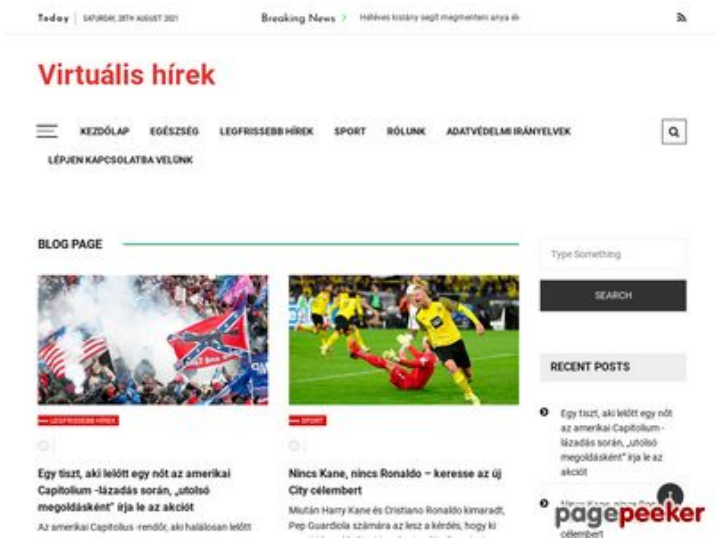 Today
SATURDAY, 28TH AUGUST 2021
Breaking News
Hétéves kislány segít megmenteni anya él
Virtuális hírek
KEZDŐLAP
EGÉSZSÉG
LEGFRISSEBB HÍREK
SPORT
RÓLUNK
ADATVÉDELMI IRÁNYELVEK
LÉPJEN KAPCSOLATBA VELÜNK
BLOG PAGE
LEGFRISSEBB HÍREK
Egy tiszt, aki lelőtt egy nőt az amerikai
Capitolium -lázadás során, „utolsó
megoldásként” írja le az akciót
Az amerikai Capitolius -rendőr, aki halálosan lelőtt
SPORT
Nincs Kane, nincs Ronaldo – keresse az új
City célembert
Miután Harry Kane és Cristiano Ronaldo kimaradt,
Pep Guardiola számára az lesz a kérdés, hogy ki
Type Something
SEARCH
RECENT POSTS
Egy tiszt, aki lelőtt egy nőt
az amerikai Capitolium -
lázadás során, „utolsó
megoldásként” írja le az
akciót
célembert
pagepeeker